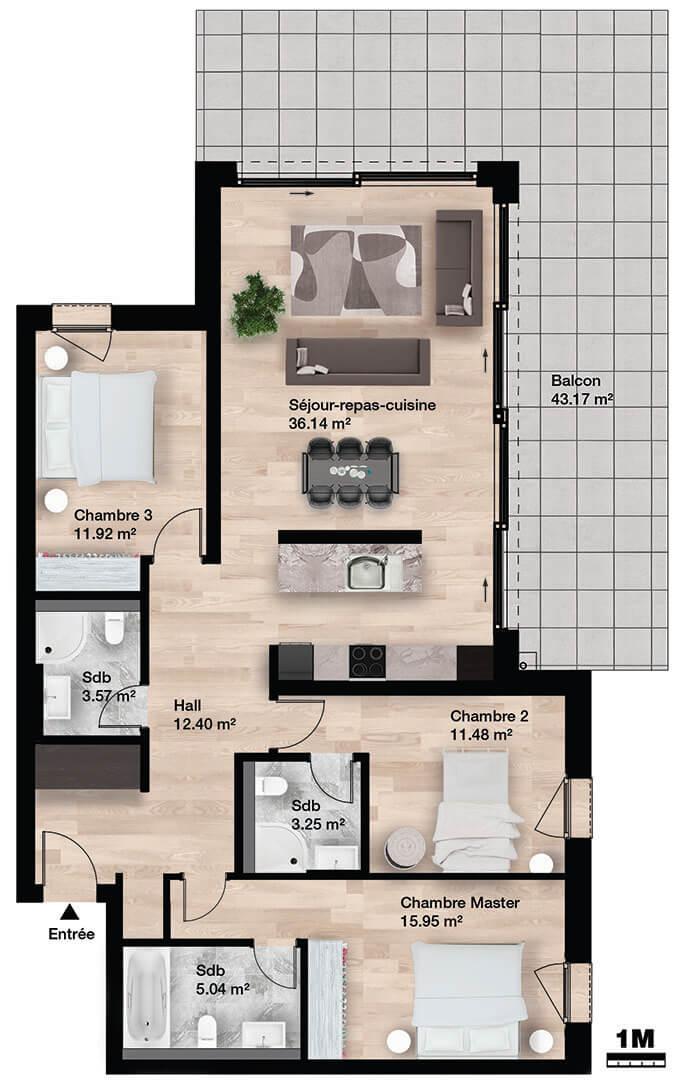 Balcon
43.17 m²
Séjour-repas-cuisine
36.14 m²
Chambre 3
11.92 m²
Sdb
3.57 m²
Hall
12.40 m²
Chambre 2
11.48 m²
Sdb
3.25 m²
Chambre Master
15.95 m²
Entrée
Sdb
5.04 m²
1M